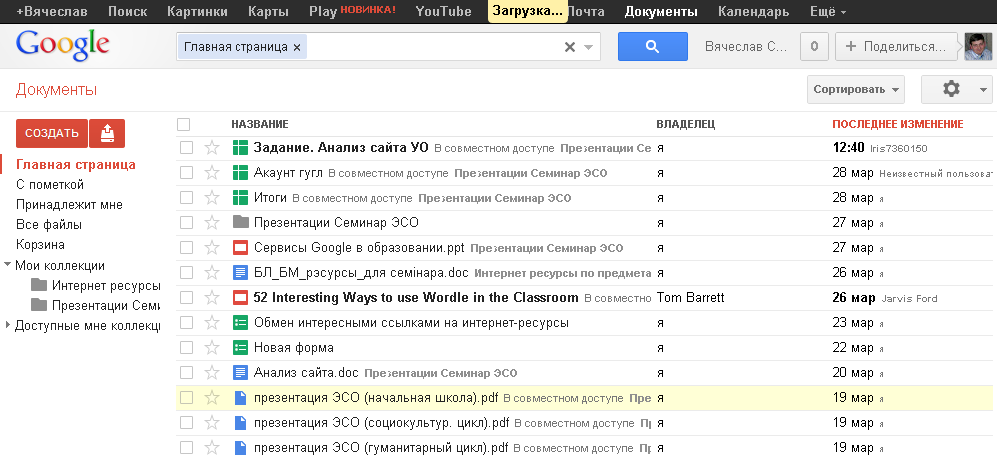 +Вячеслав Поиск Картинки Карты Play НОВИНКА! YouTube Загрузка... Почта Документы Календарь Ещё
Google Главная страница × Вячеслав С... 0 + Поделиться...
Документы Сортировать
СОЗДАТЬ
Главная страница
С пометкой
Принадлежит мне
Все файлы
Корзина
Мои коллекции
Интернет ресурсы
Презентации Семи
Доступные мне коллекц
НАЗВАНИЕ ВЛАДЕЛЕЦ ПОСЛЕДНЕЕ ИЗМЕНЕНИЕ
Задание. Анализ сайта УО В совместном доступе Презентации Се я 12:40 Iris7360150
Акаунт гугл В совместном доступе Презентации Семинар ЭСО я 28 мар Неизвестный пользоват
Итоги В совместном доступе Презентации Семинар ЭСО я 28 мар я
Презентации Семинар ЭСО я 27 мар я
Сервисы Google в образовании.ppt Презентации Семинар ЭСО я 27 мар я
БЛ_БМ_рэсурсы_для семінара.doc Интернет ресурсы по предмета я 26 мар я
52 Interesting Ways to use Wordle in the Classroom В совместно Tom Barrett 26 мар Jarvis Ford
Обмен интересными ссылками на интернет-ресурсы я 23 мар я
Новая форма я 22 мар я
Анализ сайта.doc Презентации Семинар ЭСО я 20 мар я
презентация ЭСО (начальная школа).pdf В совместном доступе Пре я 19 мар я
презентация ЭСО (социокультур. цикл).pdf В совместном доступе Пр я 19 мар я
презентация ЭСО (гуманитарный цикл).pdf В совместном доступе Пр я 19 мар я